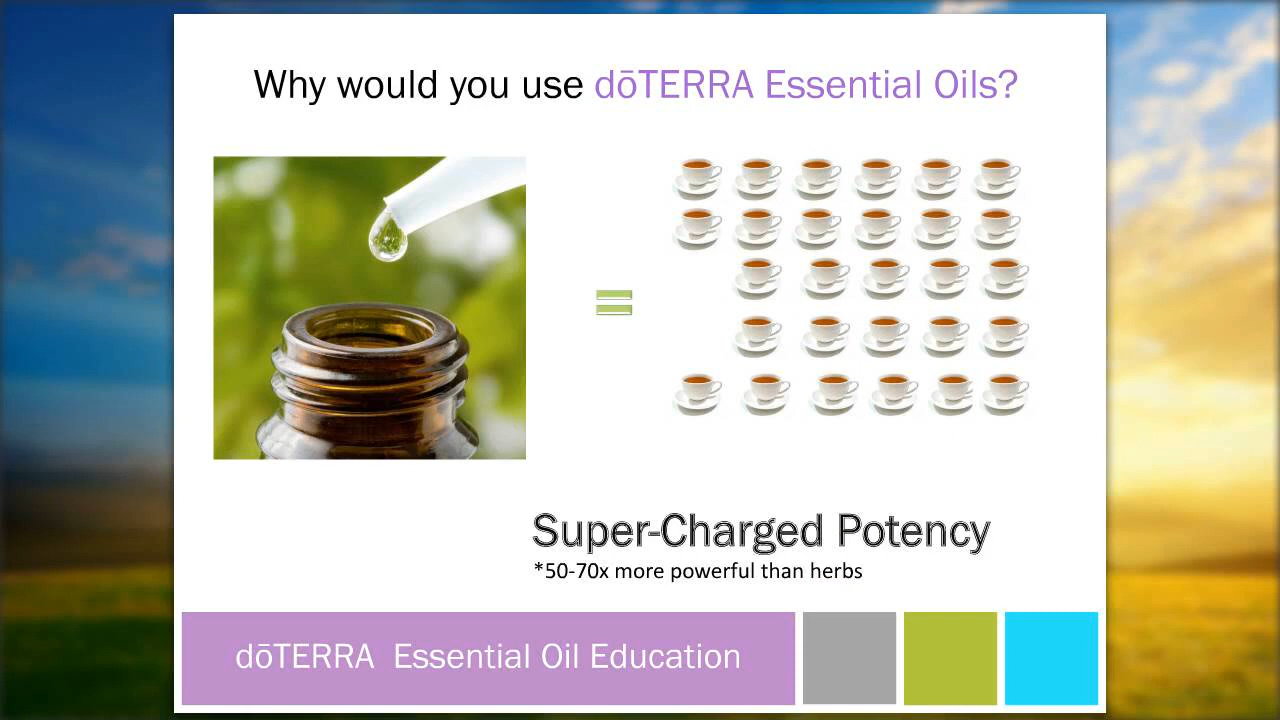 Why would you use dōTERRA Essential Oils?
=
Super-Charged Potency
*50-70x more powerful than herbs
dōTERRA  Essential Oil Education